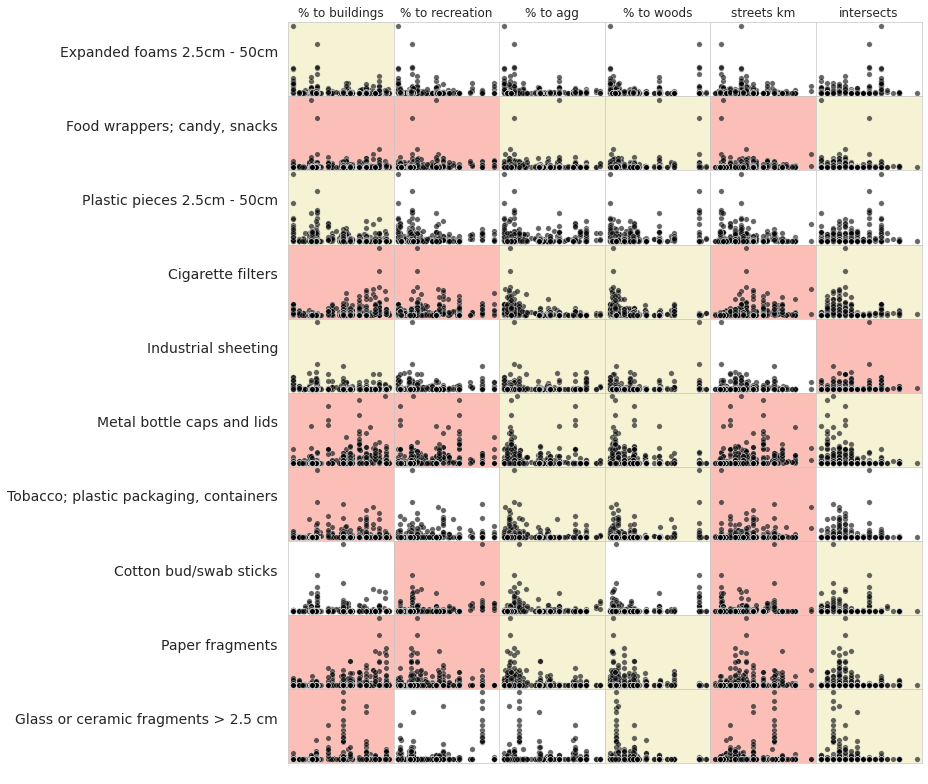 % to buildings % to recreation % to agg % to woods streets km intersects
Expanded foams 2.5cm - 50cm
Food wrappers; candy, snacks
Plastic pieces 2.5cm - 50cm
Cigarette filters
Industrial sheeting
Metal bottle caps and lids
Tobacco; plastic packaging, containers
Cotton bud/swab sticks
Paper fragments
Glass or ceramic fragments > 2.5 cm